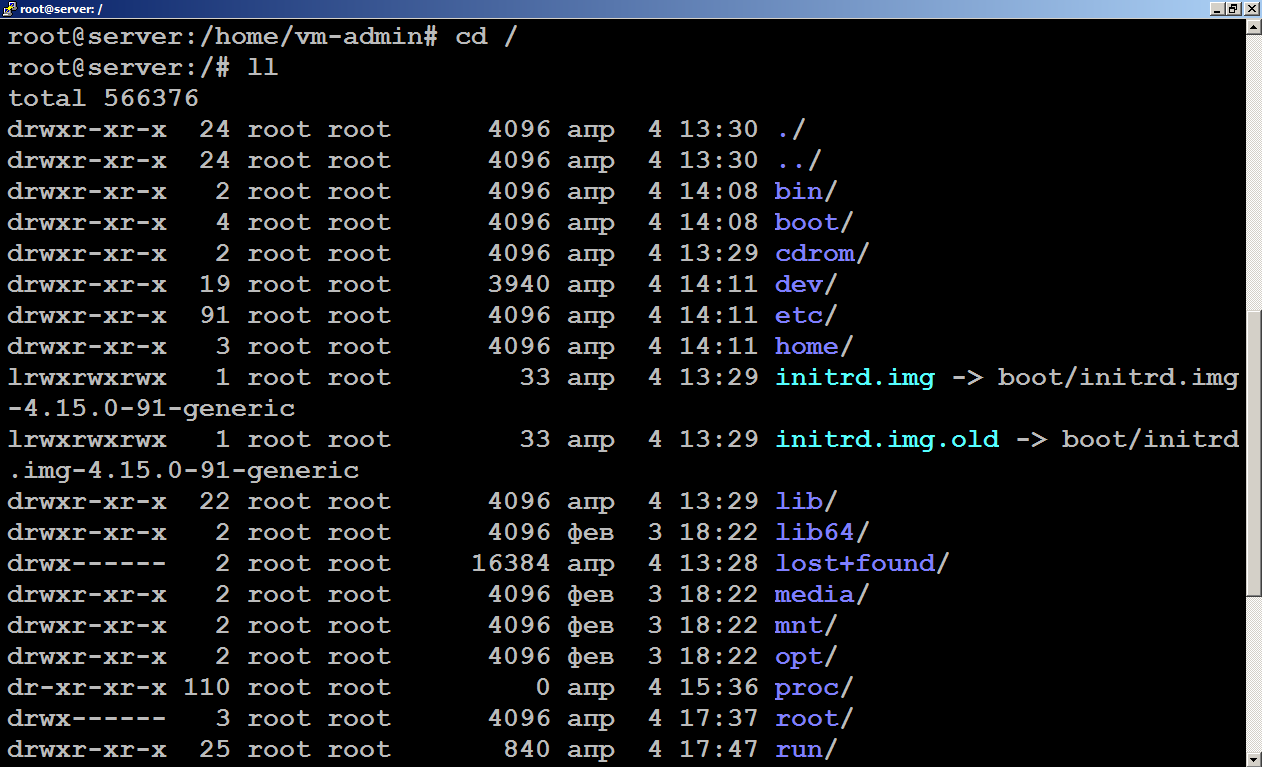 root@server: /
root@server:/home/vm-admin# cd /
root@server:/# ll
total 566376
drwxr-xr-x  24 root root      4096 апр  4 13:30 ./
drwxr-xr-x  24 root root      4096 апр  4 13:30 ../
drwxr-xr-x   2 root root      4096 апр  4 14:08 bin/
drwxr-xr-x   4 root root      4096 апр  4 14:08 boot/
drwxr-xr-x   2 root root      4096 апр  4 13:29 cdrom/
drwxr-xr-x  19 root root      3940 апр  4 14:11 dev/
drwxr-xr-x  91 root root      4096 апр  4 14:11 etc/
drwxr-xr-x   3 root root      4096 апр  4 14:11 home/
lrwxrwxrwx   1 root root        33 апр  4 13:29 initrd.img -> boot/initrd.img
-4.15.0-91-generic
lrwxrwxrwx   1 root root        33 апр  4 13:29 initrd.img.old -> boot/initrd
.img-4.15.0-91-generic
drwxr-xr-x  22 root root      4096 апр  4 13:29 lib/
drwxr-xr-x   2 root root      4096 фев  3 18:22 lib64/
drwx------   2 root root     16384 апр  4 13:28 lost+found/
drwxr-xr-x   2 root root      4096 фев  3 18:22 media/
drwxr-xr-x   2 root root      4096 фев  3 18:22 mnt/
drwxr-xr-x   2 root root      4096 фев  3 18:22 opt/
dr-xr-xr-x 110 root root         0 апр  4 15:36 proc/
drwx------   3 root root      4096 апр  4 17:37 root/
drwxr-xr-x  25 root root       840 апр  4 17:47 run/